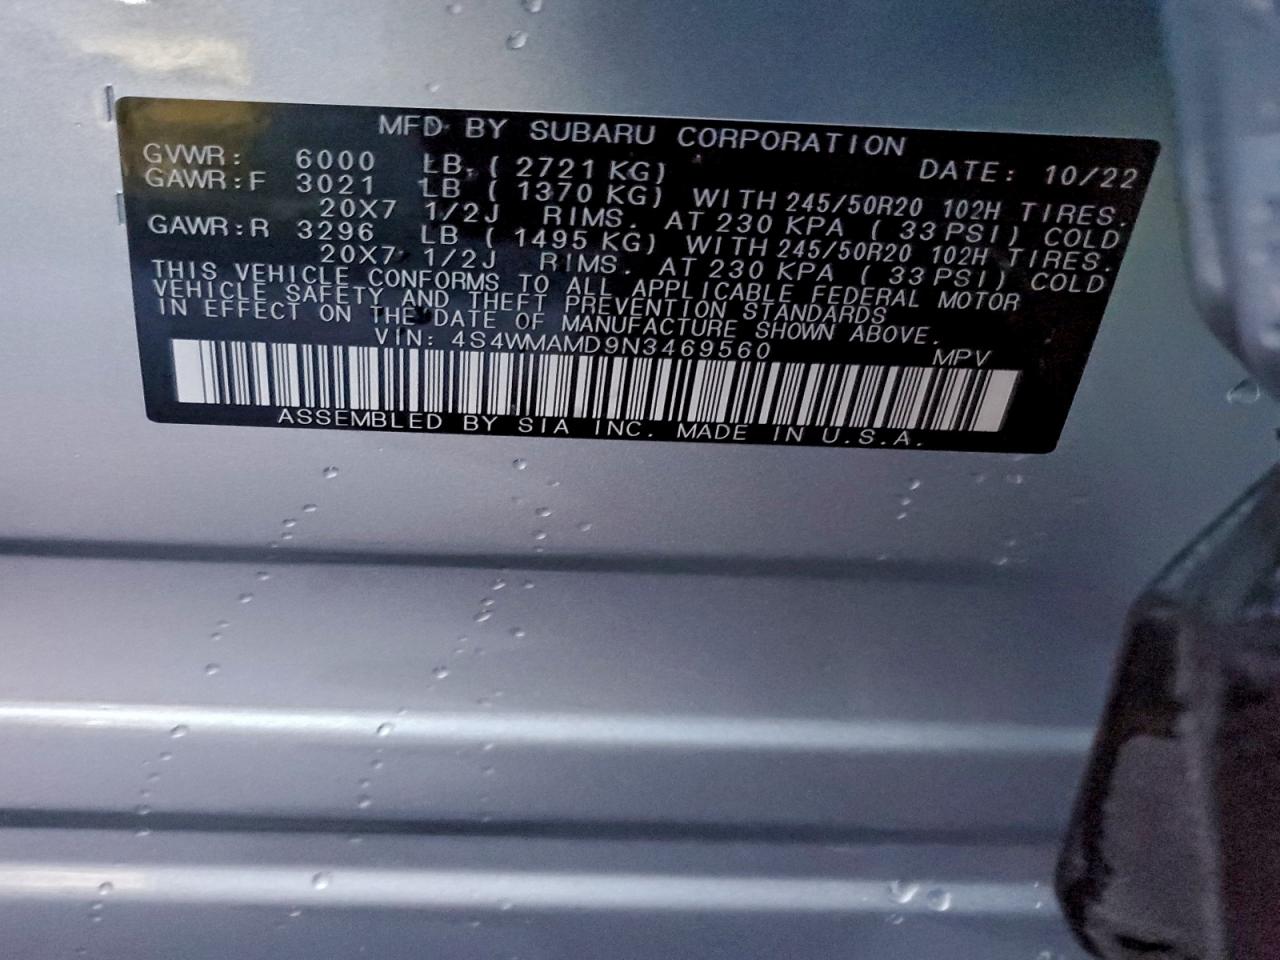 MFD BY SUBARU CORPORATION
GVWR: 6000 LB. ( 2721 KG) DATE: 10/22
GAWR:F 3021 LB ( 1370 KG) WITH 245/50R20 102H TIRES.
20X7 1/2J RIMS. AT 230 KPA ( 33 PSI) COLD
GAWR:R 3296 LB ( 1495 KG) WITH 245/50R20 102H TIRES.
20X7 1/2J RIMS. AT 230 KPA ( 33 PSI) COLD
THIS VEHICLE CONFORMS TO ALL APPLICABLE FEDERAL MOTOR
VEHICLE SAFETY AND THEFT PREVENTION STANDARDS
IN EFFECT ON THE DATE OF MANUFACTURE SHOWN ABOVE.
VIN: 4S4WMAMD9N3469560 MPV
ASSEMBLED BY SIA INC. MADE IN U.S.A.